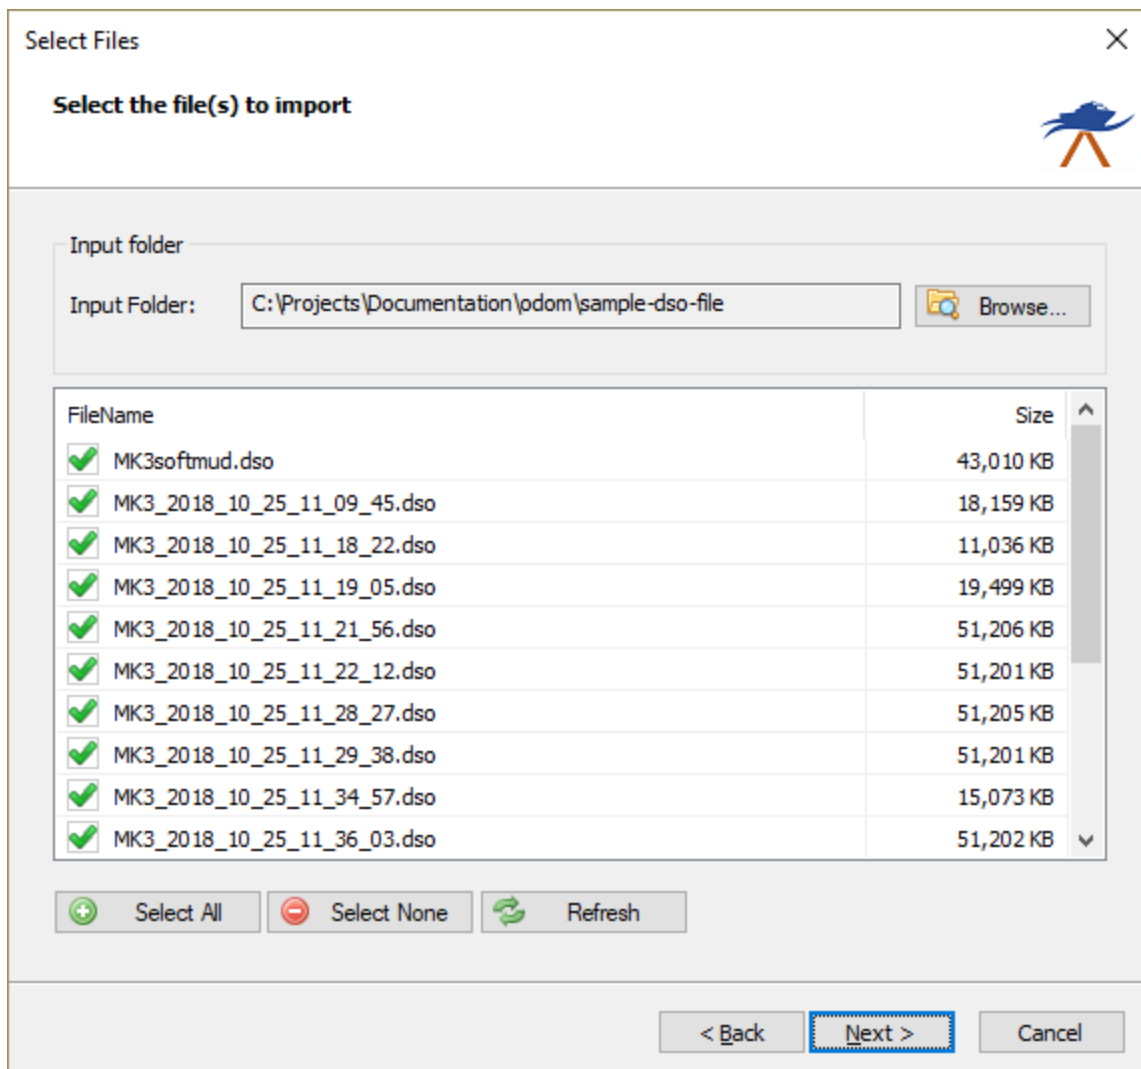 Select Files
Select the file(s) to import
Input folder
Input Folder: C:\Projects\Documentation\odom\sample-dso-file Browse...
FileName Size
MK3softmud.dso 43,010 KB
MK3_2018_10_25_11_09_45.dso 18,159 KB
MK3_2018_10_25_11_18_22.dso 11,036 KB
MK3_2018_10_25_11_19_05.dso 19,499 KB
MK3_2018_10_25_11_21_56.dso 51,206 KB
MK3_2018_10_25_11_22_12.dso 51,201 KB
MK3_2018_10_25_11_28_27.dso 51,205 KB
MK3_2018_10_25_11_29_38.dso 51,201 KB
MK3_2018_10_25_11_34_57.dso 15,073 KB
MK3_2018_10_25_11_36_03.dso 51,202 KB
Select All Select None Refresh
< Back Next > Cancel